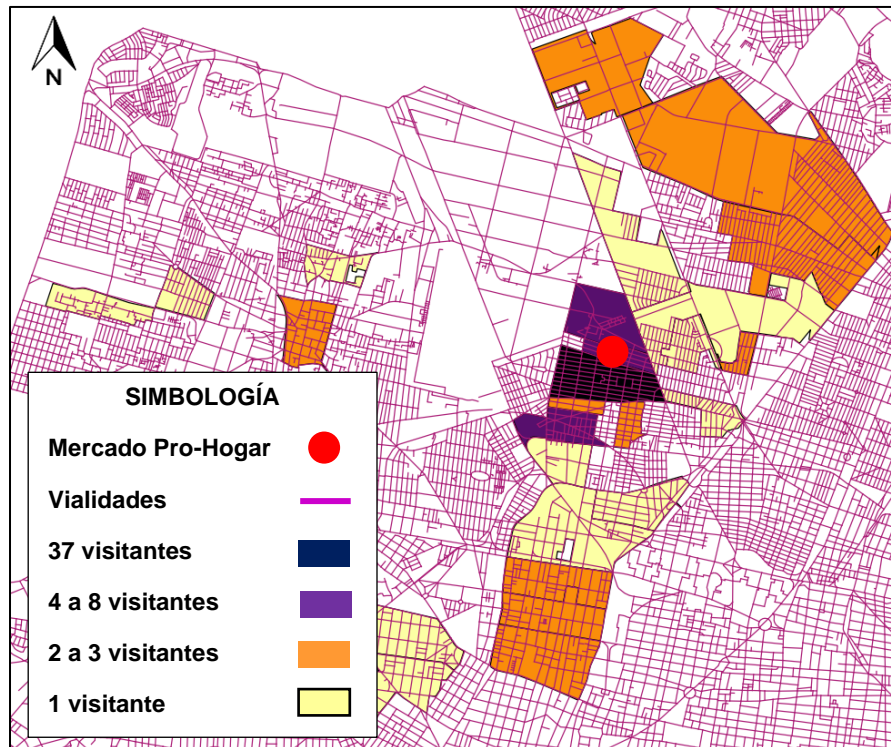 N
SIMBOLOGÍA
Mercado Pro-Hogar
Vialidades
37 visitantes
4 a 8 visitantes
2 a 3 visitantes
1 visitante